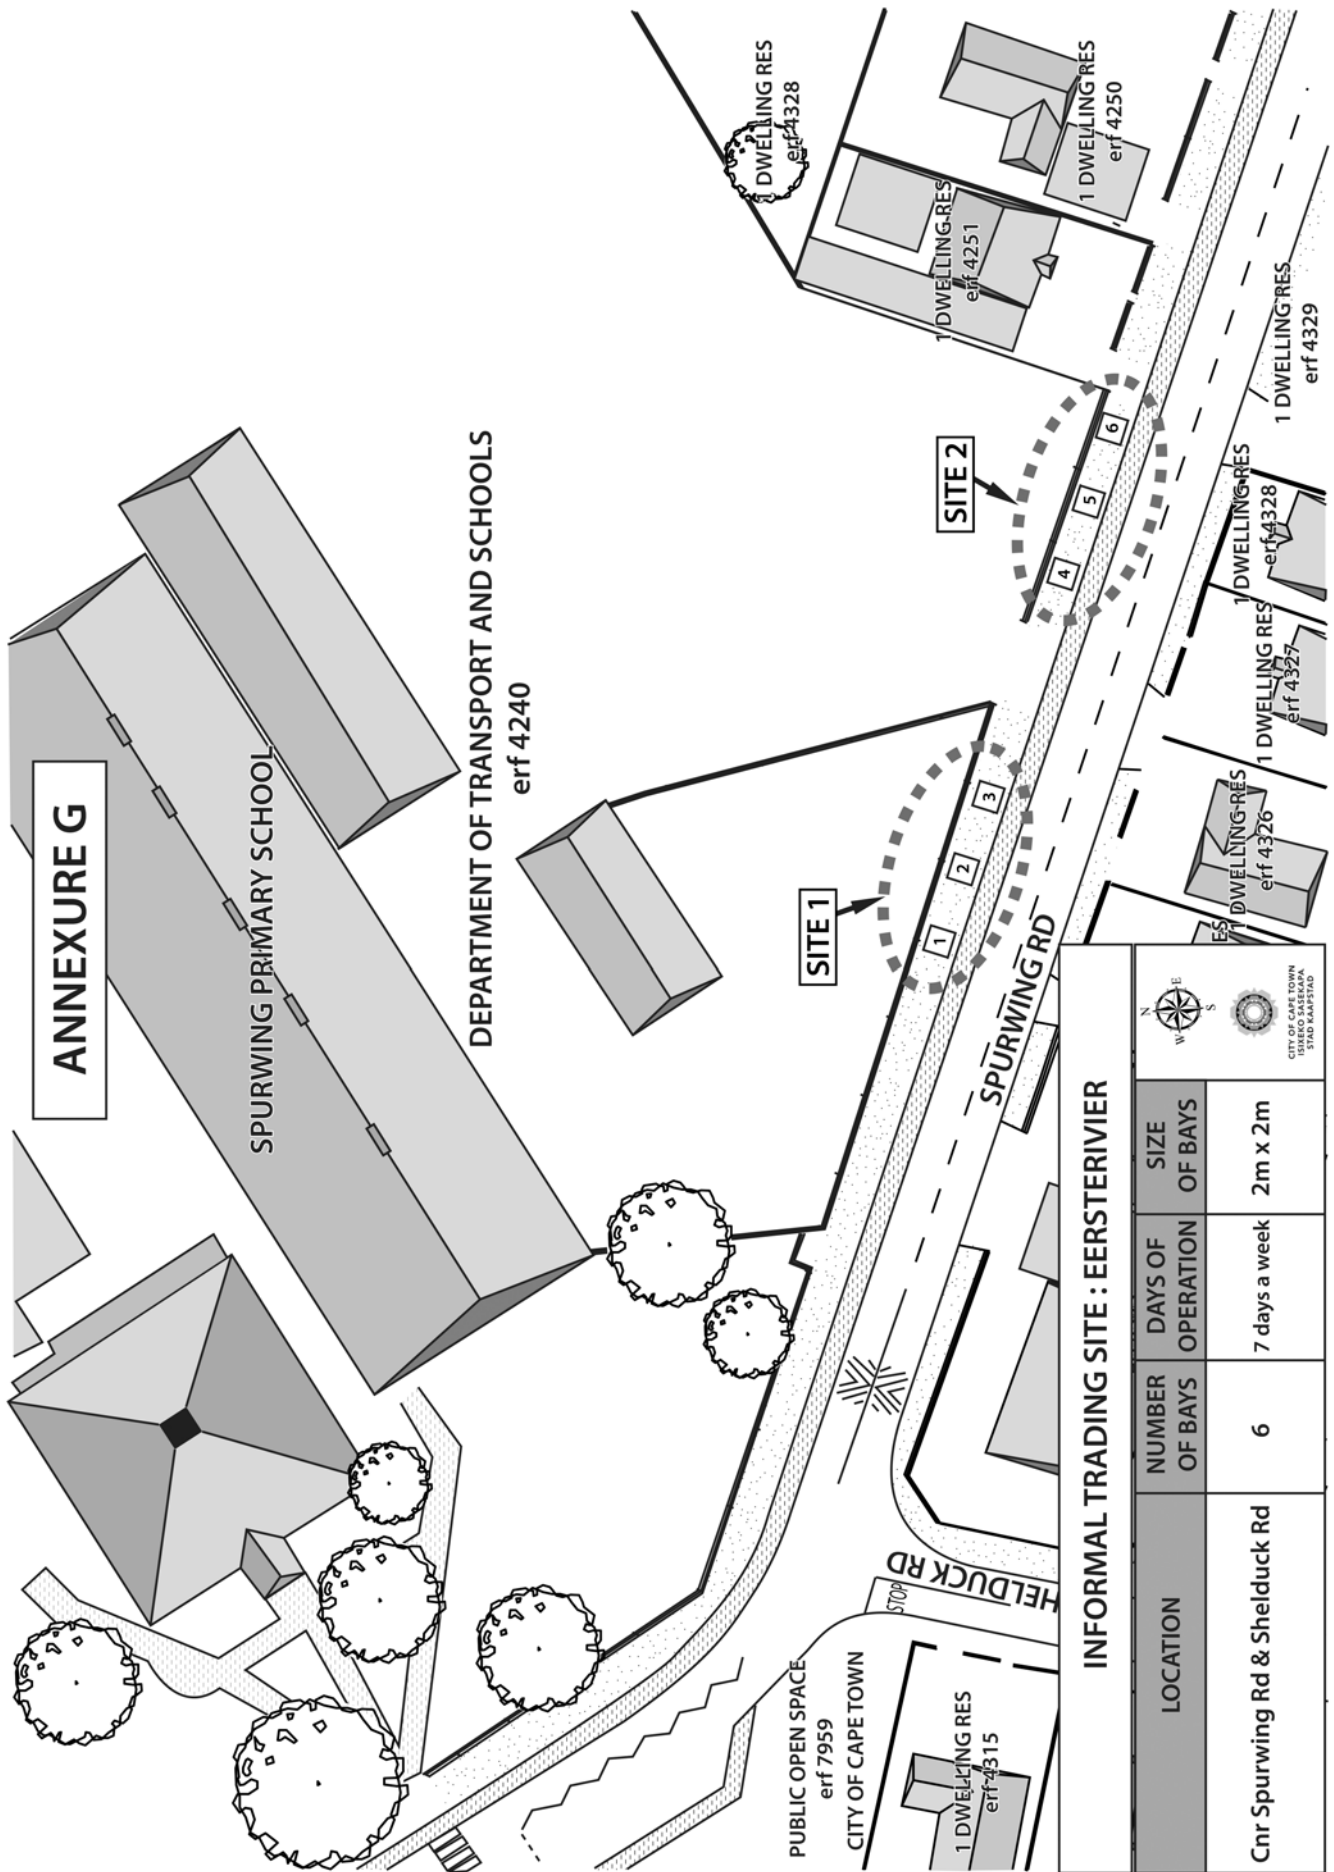 ANNEXURE G
SPURWING PRIMARY SCHOOL
DEPARTMENT OF TRANSPORT AND SCHOOLS
erf 4240
1 DWELLING RES
erf 4328
1 DWELLING RES
erf 4251
1 DWELLING RES
erf 4250
SITE 1
SITE 2
1
2
3
4
5
6
SPURWING RD
1 DWELLING RES
erf 4329
1 DWELLING RES
erf 4328
1 DWELLING RES
erf 4327
1 DWELLING RES
erf 4326
ES
HELDUCK RD
STOP
PUBLIC OPEN SPACE
erf 7959
CITY OF CAPE TOWN
1 DWELLING RES
erf 4315
INFORMAL TRADING SITE : EERSTERIVIER
LOCATION
NUMBER
OF BAYS
DAYS OF
OPERATION
SIZE
OF BAYS
Cnr Spurwing Rd & Shelduck Rd
6
7 days a week
2m x 2m
N
W
E
S
CITY OF CAPE TOWN
ISIXEKO SASEKAPA
STAD KAAPSTAD